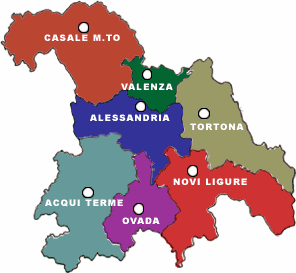 CASALE M.TO
VALENZA
ALESSANDRIA
TORTONA
NOVI LIGURE
ACQUI TERME
OVADA